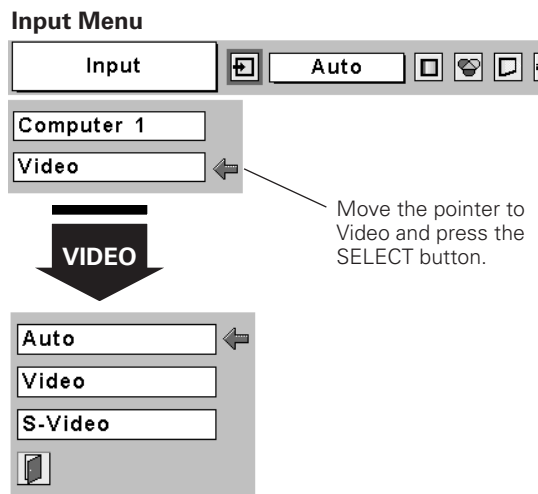 Input Menu
Input
Auto
Computer 1
Video
Move the pointer to
Video and press the
SELECT button.
VIDEO
Auto
Video
S-Video